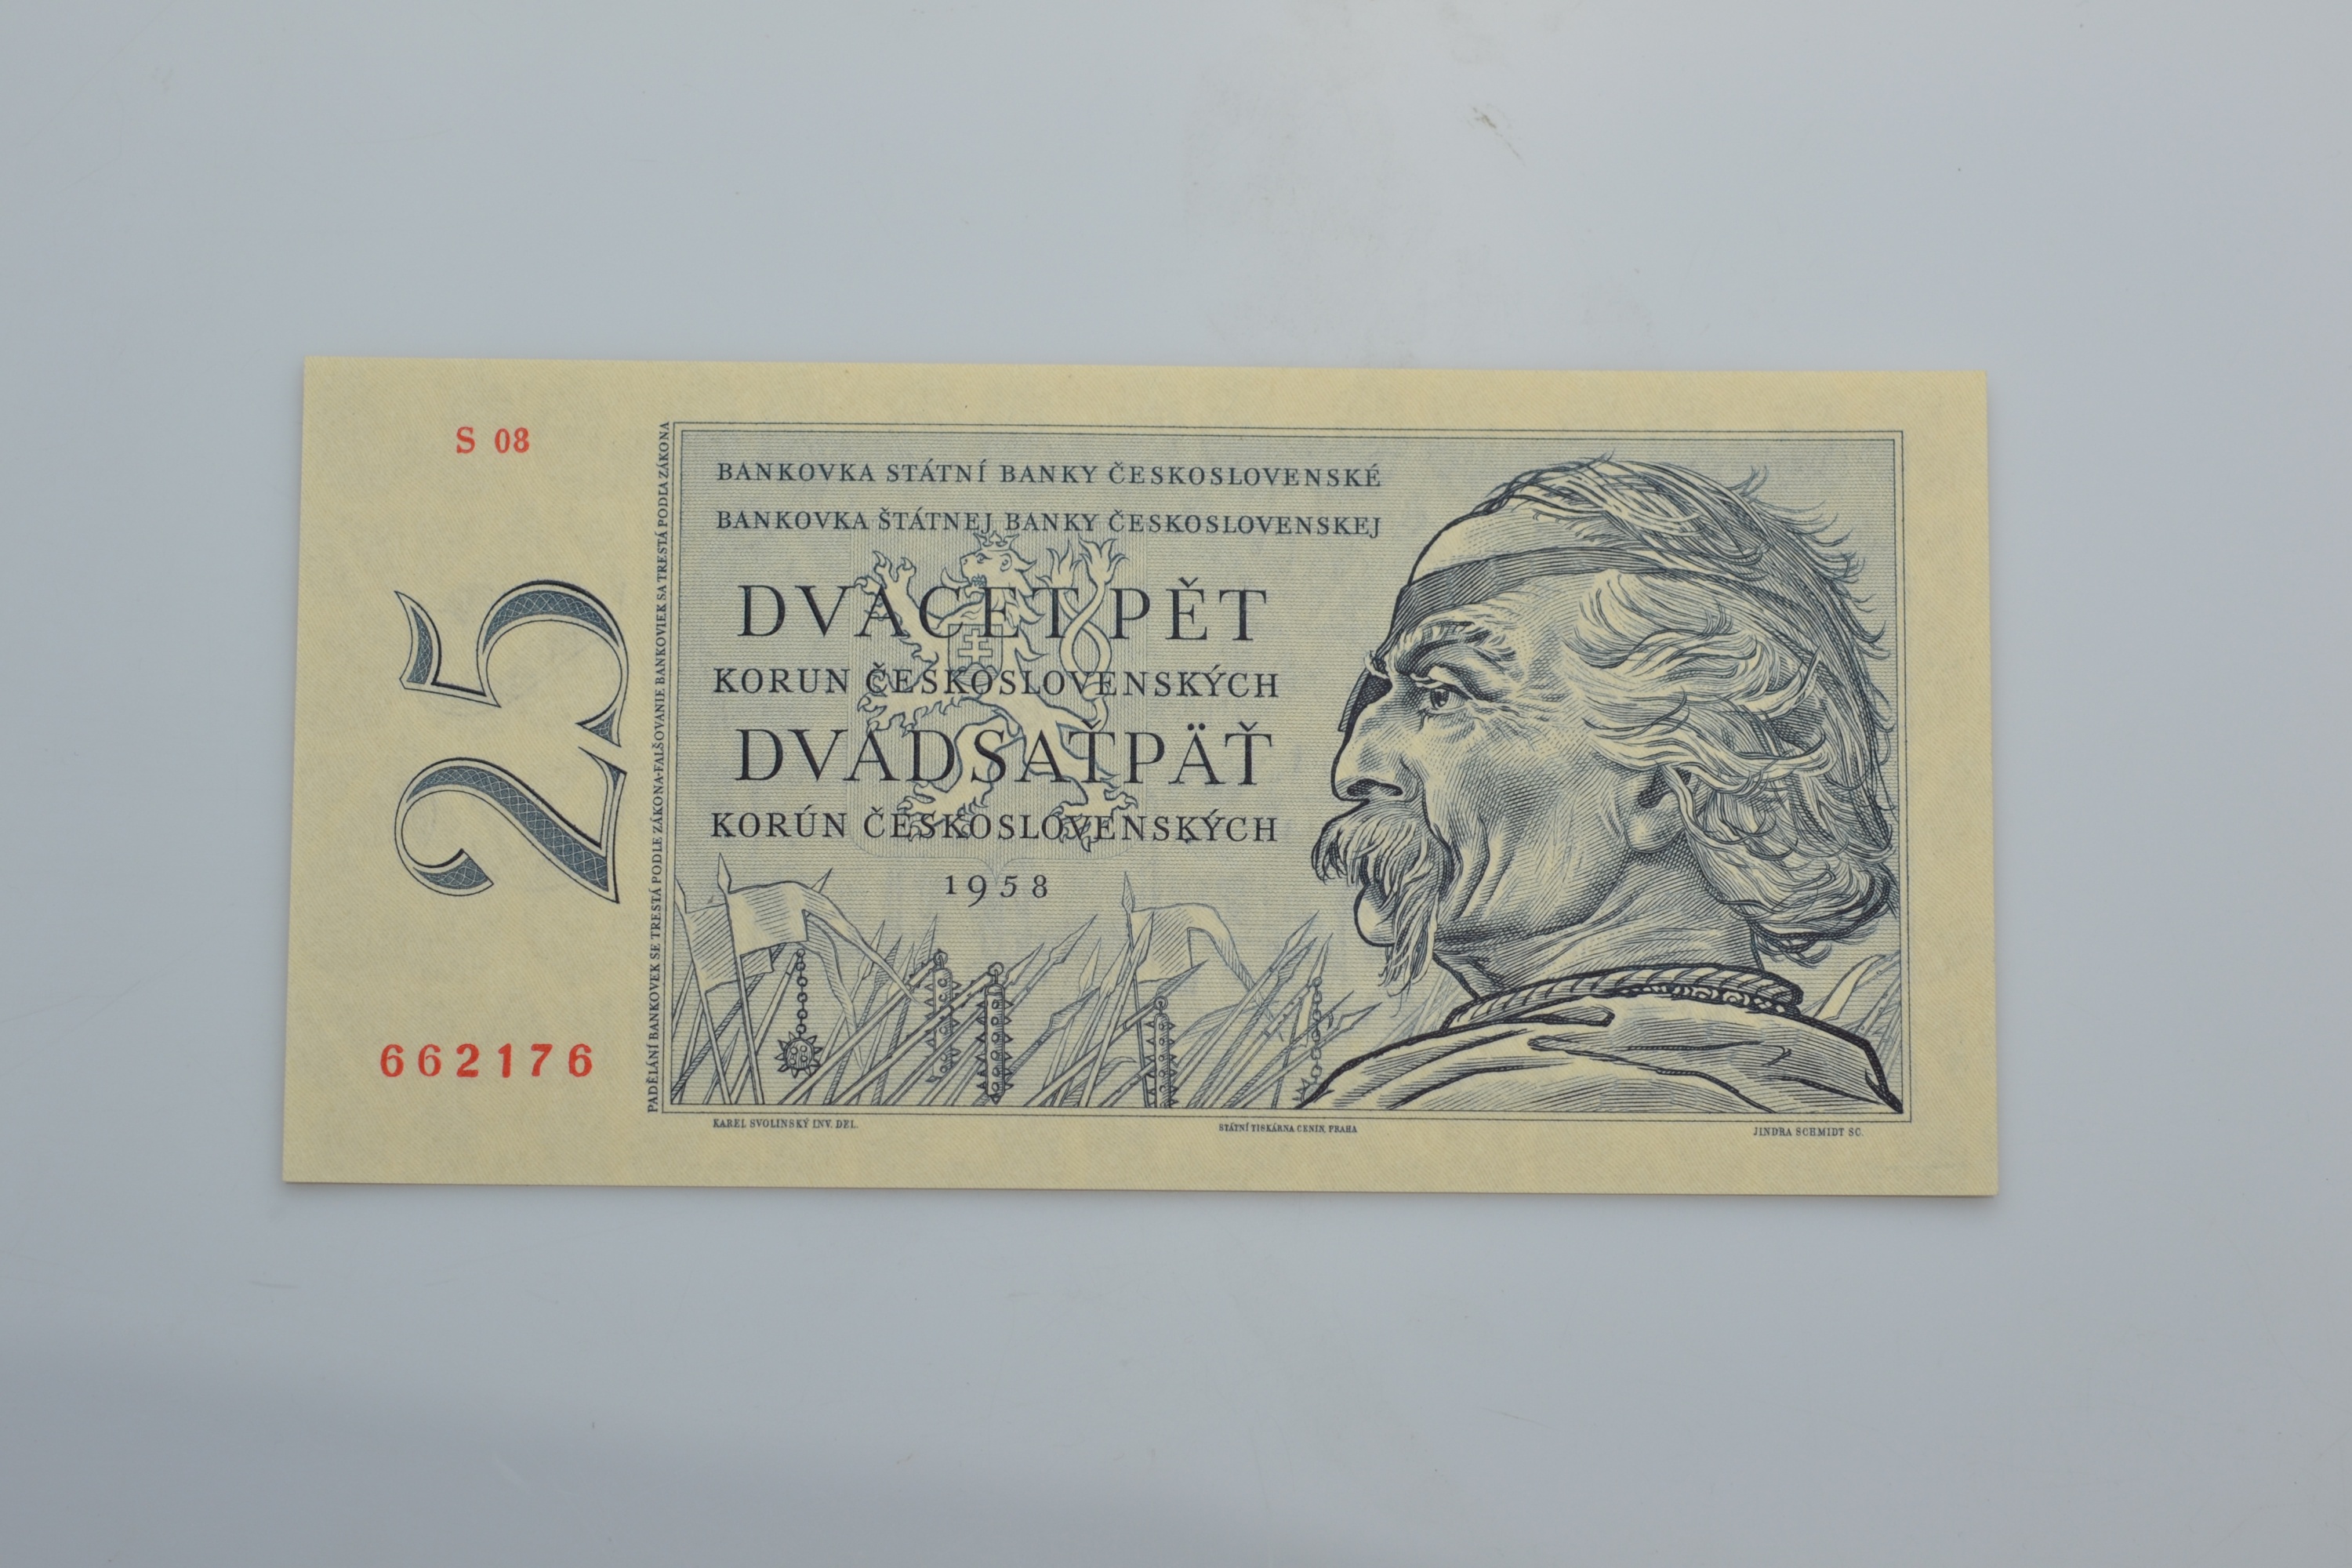 S 08
25
662176
PADĚLÁNÍ BANKOVEK SE TRESTÁ PODLE ZÁKONA-FALŠOVANIE BANKOVIEK SA TRESTÁ PODĽA ZÁKONA
BANKOVKA STÁTNÍ BANKY ČESKOSLOVENSKÉ
BANKOVKA ŠTÁTNEJ BANKY ČESKOSLOVENSKEJ
DVACET PĚT
KORUN ČESKOSLOVENSKÝCH
DVADSAŤPÄŤ
KORÚN ČESKOSLOVENSKÝCH
1958
KAREL SVOLINSKÝ INV. DEL.
STÁTNÍ TISKÁRNA CENIN, PRAHA
JINDRA SCHMIDT SC.